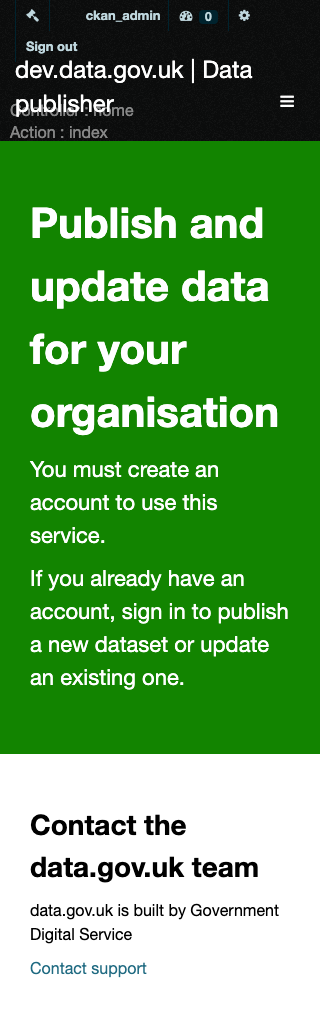 ckan_admin
0
Sign out
dev.data.gov.uk | Data
publisher
Controller : home
Action : index
Publish and
update data
for your
organisation
You must create an
account to use this
service.
If you already have an
account, sign in to publish
a new dataset or update
an existing one.
Contact the
data.gov.uk team
data.gov.uk is built by Government
Digital Service
Contact support